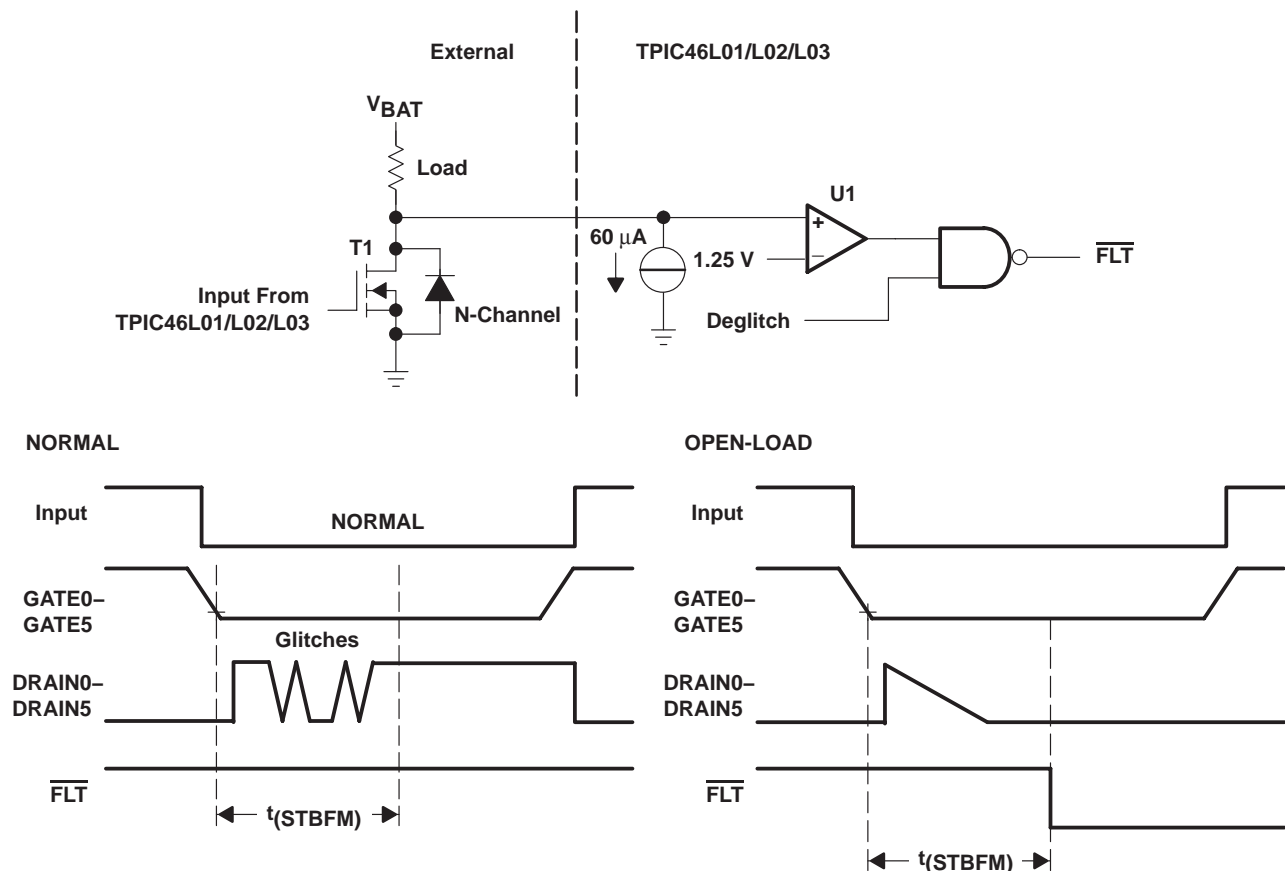 External
TPIC46L01/L02/L03
VBAT
Load
U1
T1
+
60 μA
1.25 V
–
FLT
Input From
TPIC46L01/L02/L03
N-Channel
Deglitch
NORMAL
Input
NORMAL
GATE0–
GATE5
Glitches
DRAIN0–
DRAIN5
FLT
t(STBFM)
OPEN-LOAD
Input
GATE0–
GATE5
DRAIN0–
DRAIN5
FLT
t(STBFM)